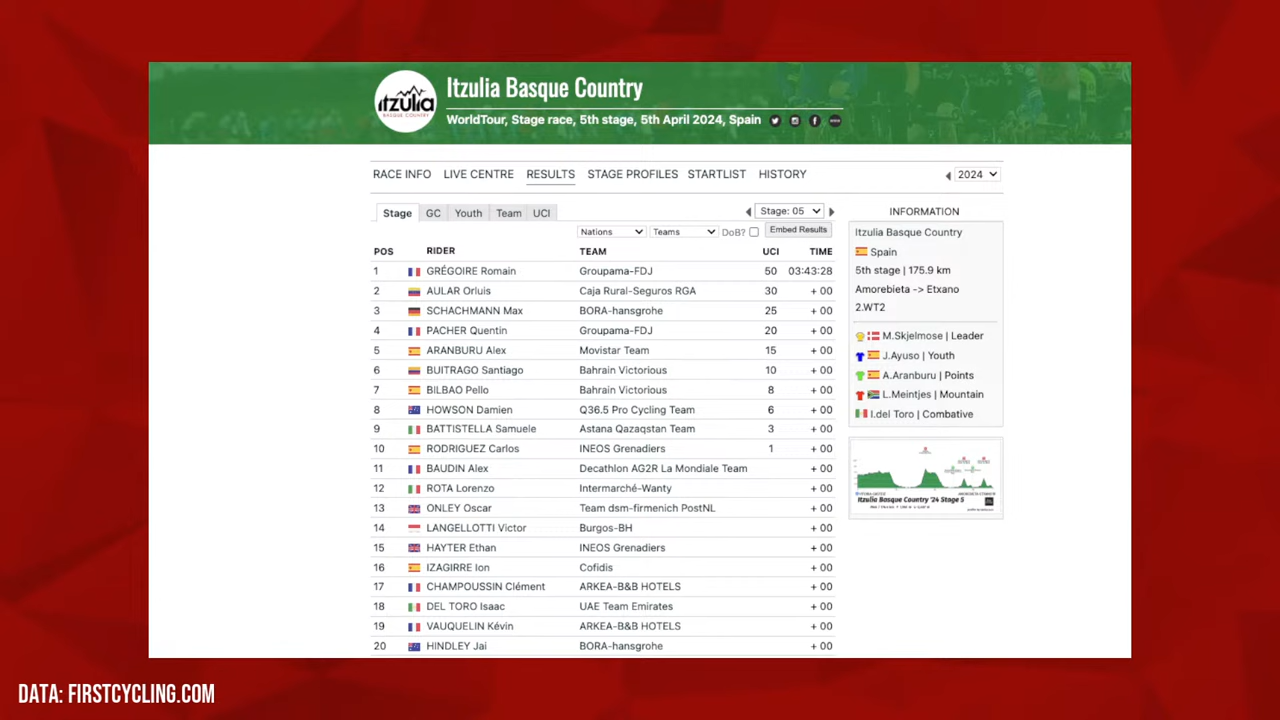 itzulia
BASQUE COUNTRY
Itzulia Basque Country
WorldTour, Stage race, 5th stage, 5th April 2024, Spain
RACE INFO LIVE CENTRE RESULTS STAGE PROFILES STARTLIST HISTORY 2024
Stage GC Youth Team UCI Stage: 05
Nations Teams DoB? Embed Results
POS RIDER TEAM UCI TIME
1 GRÉGOIRE Romain Groupama-FDJ 50 03:43:28
2 AULAR Orluis Caja Rural-Seguros RGA 30 + 00
3 SCHACHMANN Max BORA-hansgrohe 25 + 00
4 PACHER Quentin Groupama-FDJ 20 + 00
5 ARANBURU Alex Movistar Team 15 + 00
6 BUITRAGO Santiago Bahrain Victorious 10 + 00
7 BILBAO Pello Bahrain Victorious 8 + 00
8 HOWSON Damien Q36.5 Pro Cycling Team 6 + 00
9 BATTISTELLA Samuele Astana Qazaqstan Team 3 + 00
10 RODRIGUEZ Carlos INEOS Grenadiers 1 + 00
11 BAUDIN Alex Decathlon AG2R La Mondiale Team + 00
12 ROTA Lorenzo Intermarché-Wanty + 00
13 ONLEY Oscar Team dsm-firmenich PostNL + 00
14 LANGELLOTTI Victor Burgos-BH + 00
15 HAYTER Ethan INEOS Grenadiers + 00
16 IZAGIRRE Ion Cofidis + 00
17 CHAMPOUSSIN Clément ARKEA-B&B HOTELS + 00
18 DEL TORO Isaac UAE Team Emirates + 00
19 VAUQUELIN Kévin ARKEA-B&B HOTELS + 00
20 HINDLEY Jai BORA-hansgrohe + 00
INFORMATION
Itzulia Basque Country
Spain
5th stage | 175.9 km
Amorebieta -> Etxano
2.WT2
M.Skjelmose | Leader
J.Ayuso | Youth
A.Aranburu | Points
L.Meintjes | Mountain
I.del Toro | Combative
Itzulia Basque Country '24 Stage 5
DATA: FIRSTCYCLING.COM